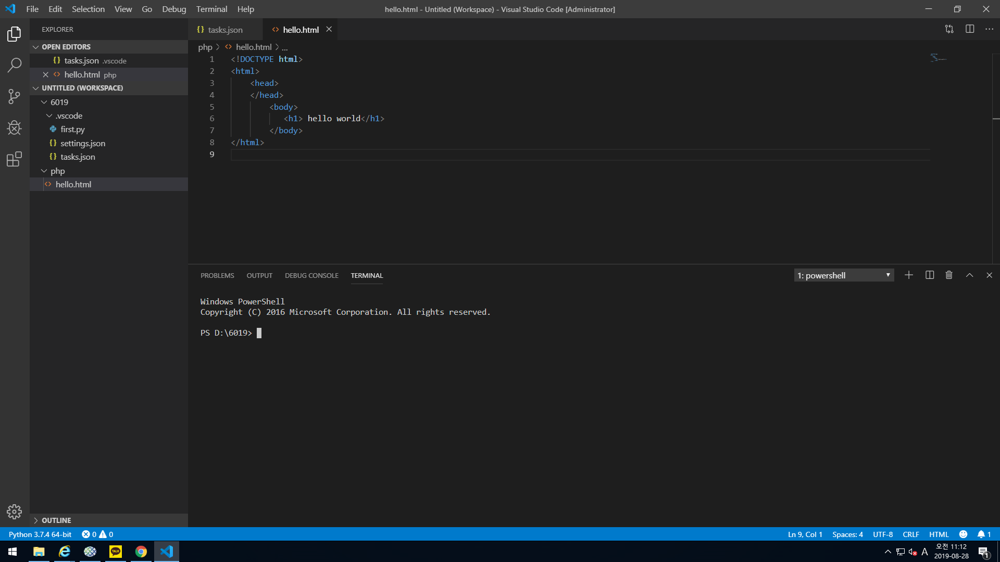 File Edit Selection View Go Debug Terminal Help
hello.html - Untitled (Workspace) - Visual Studio Code [Administrator]
EXPLORER
OPEN EDITORS
{} tasks.json .vscode
hello.html php
UNTITLED (WORKSPACE)
6019
.vscode
first.py
{} settings.json
{} tasks.json
php
<> hello.html
OUTLINE
{} tasks.json
<> hello.html
php > <> hello.html > ...
1 <!DOCTYPE html>
2 <html>
3 <head>
4 </head>
5 <body>
6 <h1> hello world</h1>
7 </body>
8 </html>
9
PROBLEMS OUTPUT DEBUG CONSOLE TERMINAL
1: powershell
Windows PowerShell
Copyright (C) 2016 Microsoft Corporation. All rights reserved.
PS D:\6019>
Python 3.7.4 64-bit 0 0
Ln 9, Col 1 Spaces: 4 UTF-8 CRLF HTML 1
TALK
A
오전 11:12
2019-08-28
1